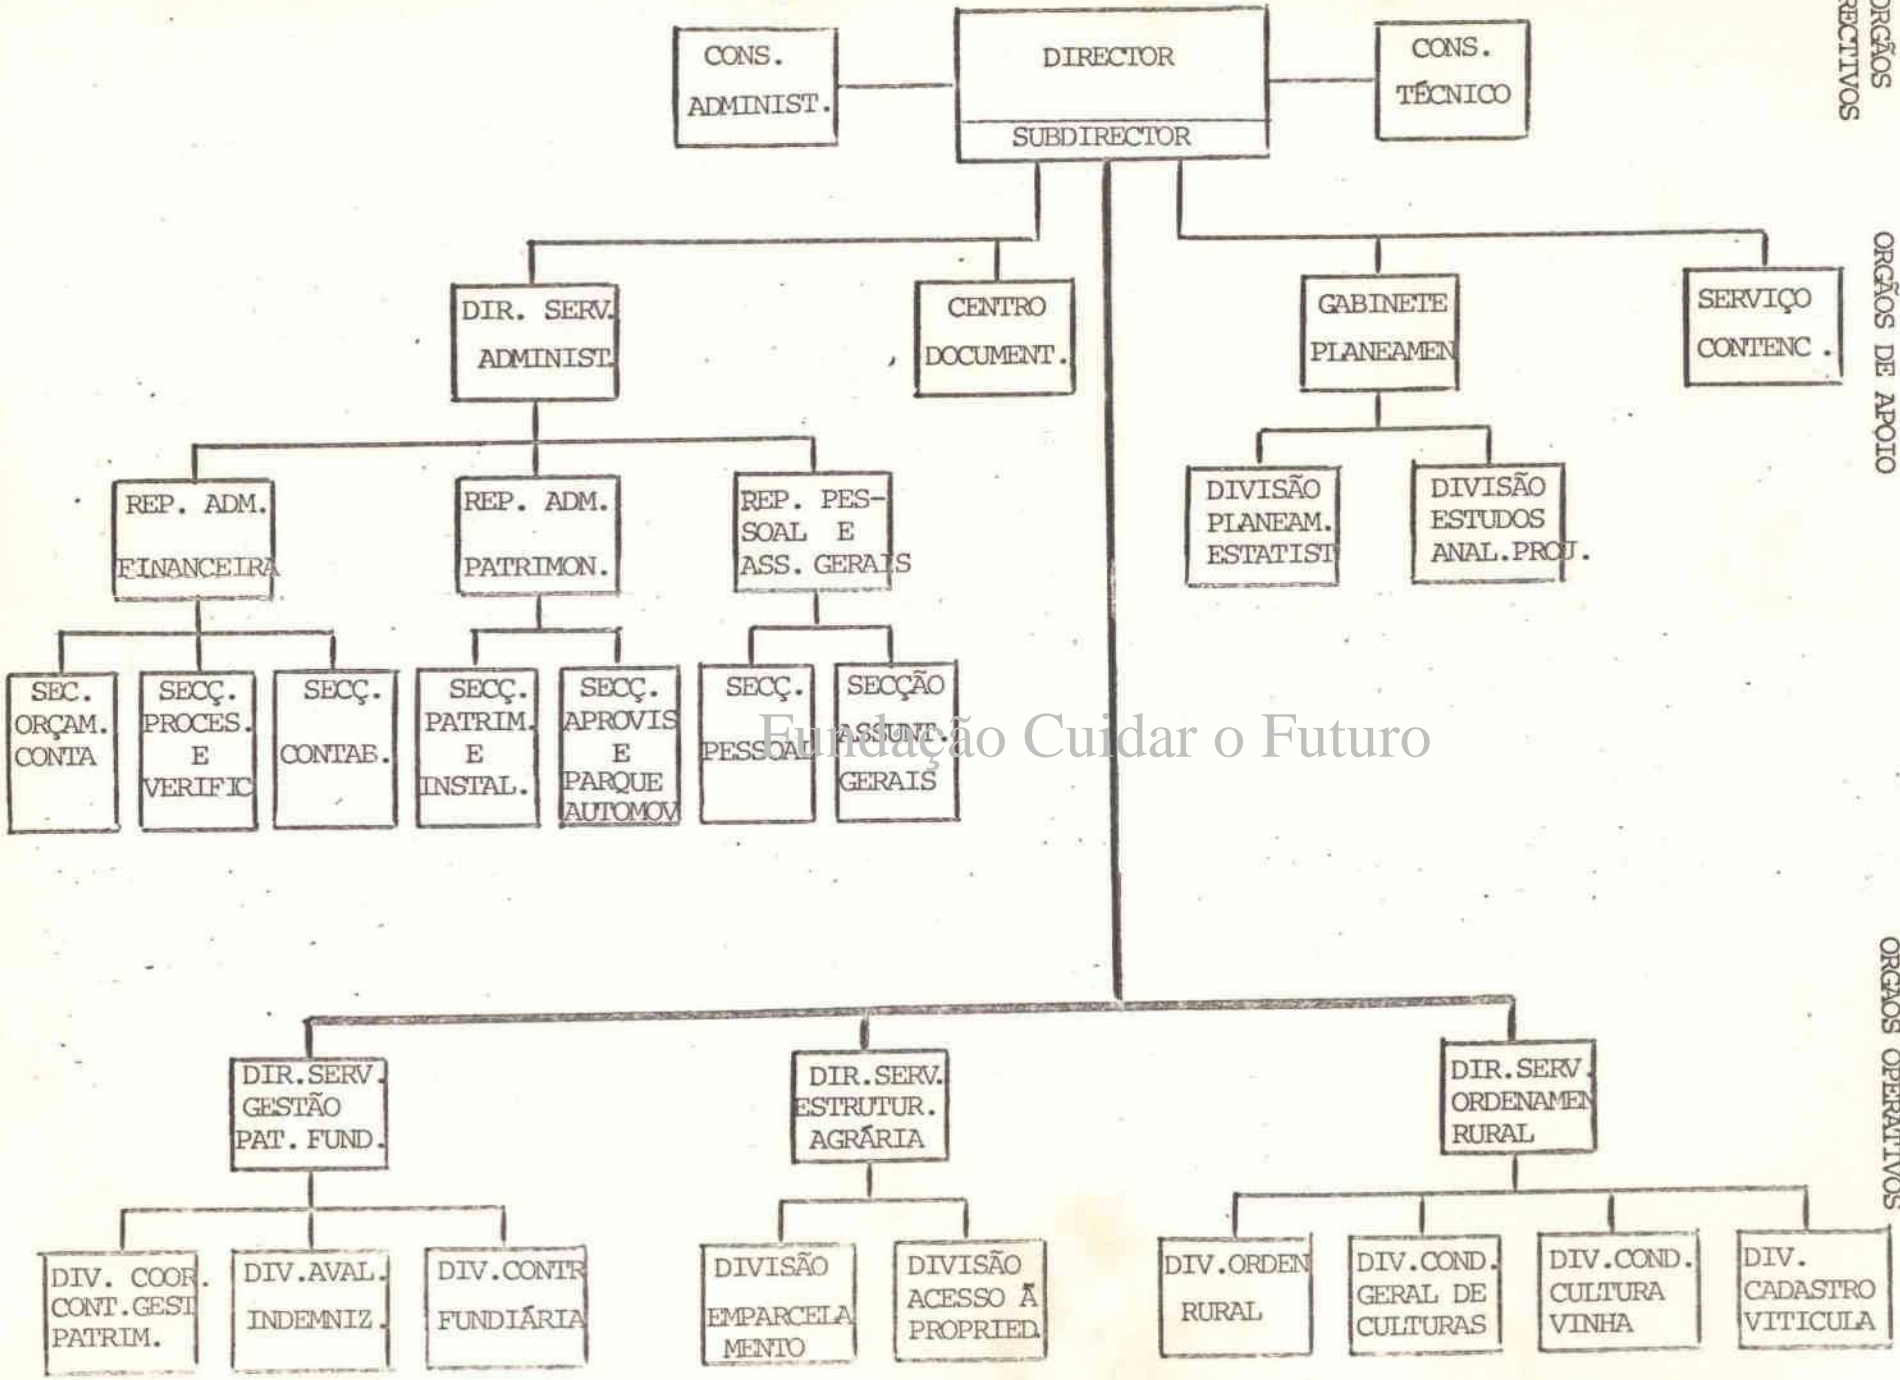 CONS.
ADMINIST.
DIRECTOR
SUBDIRECTOR
CONS.
TÉCNICO
ORGÃOS
RECTIVOS
DIR. SERV.
ADMINIST.
CENTRO
DOCUMENT.
GABINETE
PLANEAMEN
SERVIÇO
CONTENC.
ORGÃOS DE APOIO
REP. ADM.
FINANCEIRA
REP. ADM.
PATRIMON.
REP. PES-
SOAL E
ASS. GERAIS
DIVISÃO
PLANEAM.
ESTATIST
DIVISÃO
ESTUDOS
ANAL.PROJ.
SEC.
ORÇAM.
CONTA
SECÇ.
PROCES.
E
VERIFIC
SECÇ.
CONTAB.
SECÇ.
PATRIM.
E
INSTAL.
SECÇ.
APROVIS
E
PARQUE
AUTOMOV
SECÇ.
PESSOAL
SECÇÃO
ASSUNT.
GERAIS
Fundação Cuidar o Futuro
DIR.SERV.
GESTÃO
PAT. FUND.
DIR.SERV.
ESTRUTUR.
AGRÁRIA
DIR.SERV.
ORDENAMEN
RURAL
ORGÃOS OPERATIVOS
DIV. COOR.
CONT.GEST
PATRIM.
DIV.AVAL.
INDEMNIZ.
DIV.CONTR
FUNDIÁRIA
DIVISÃO
EMPARCELA
MENTO
DIVISÃO
ACESSO À
PROPRIED.
DIV.ORDEN
RURAL
DIV.COND.
GERAL DE
CULTURAS
DIV.COND.
CULTURA
VINHA
DIV.
CADASTRO
VITICULA